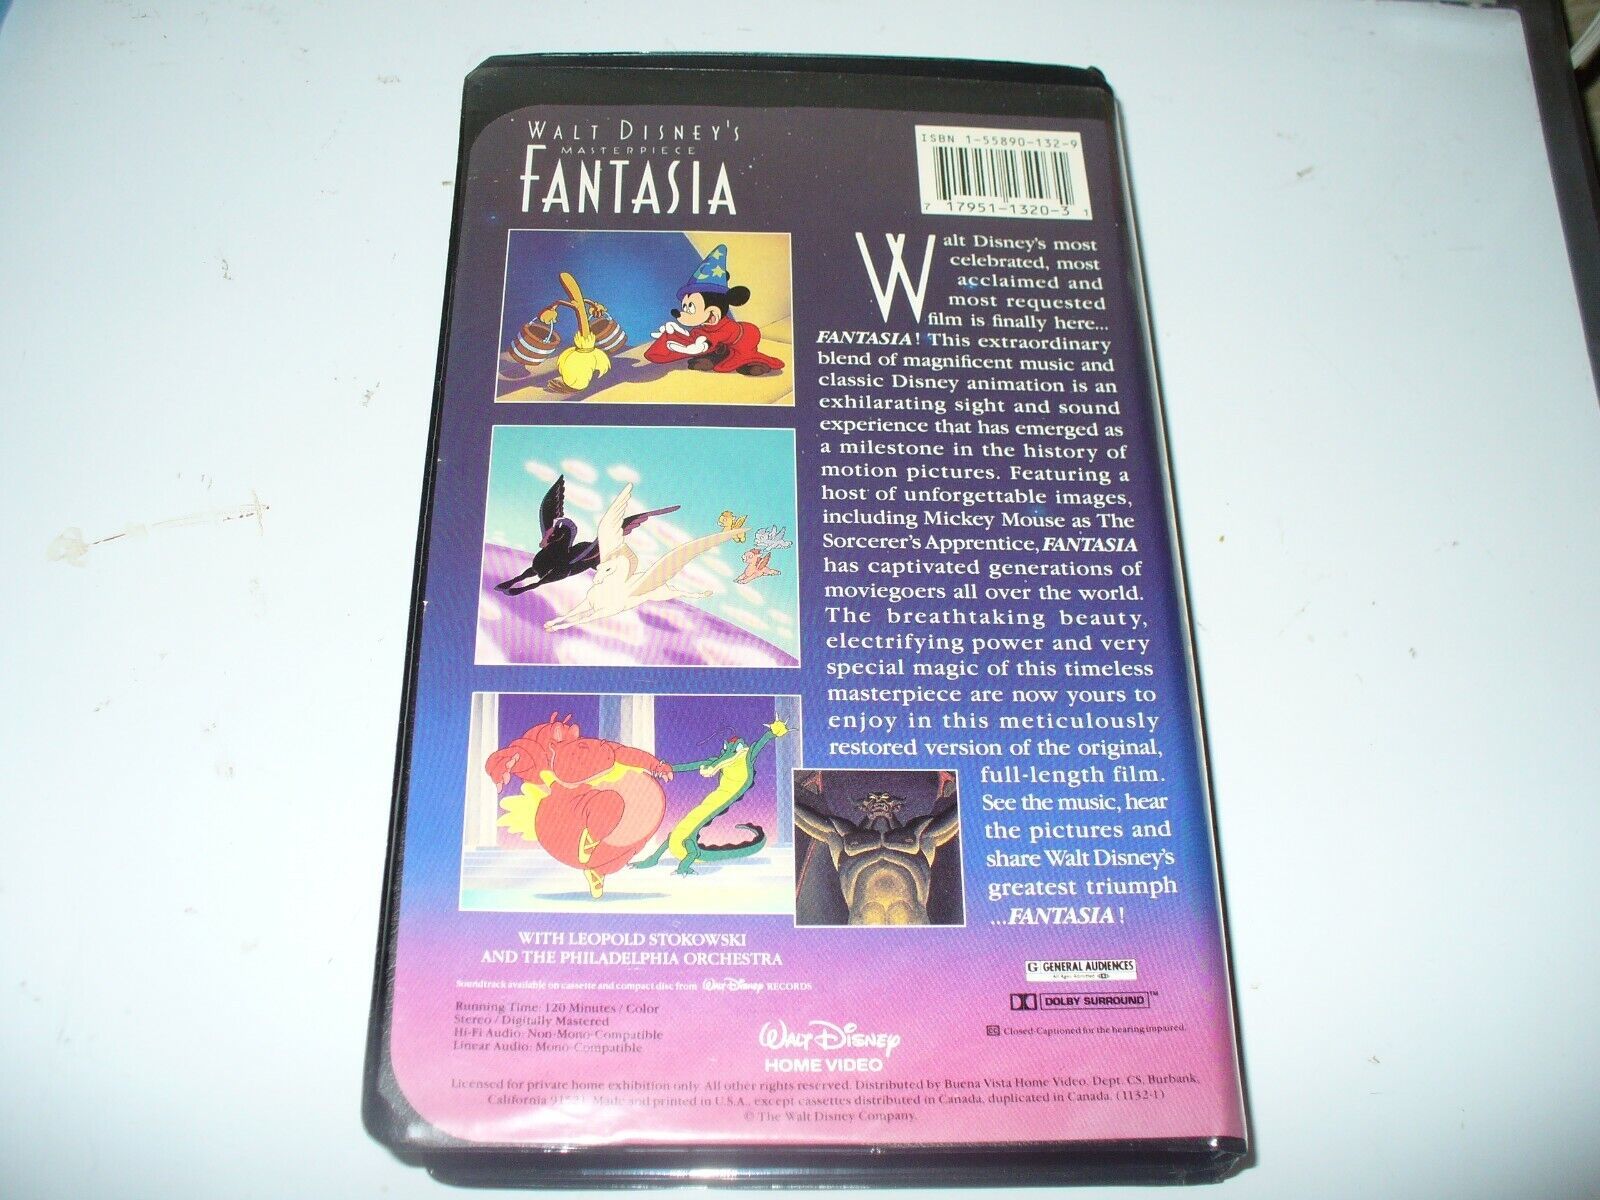 WALT DISNEY'S
MASTERPIECE
FANTASIA
ISBN 1-55890-132-9
7 17951-1320-3 1
Walt Disney's most
celebrated, most
acclaimed and
most requested
film is finally here...
FANTASIA! This extraordinary
blend of magnificent music and
classic Disney animation is an
exhilarating sight and sound
experience that has emerged as
a milestone in the history of
motion pictures. Featuring a
host of unforgettable images,
including Mickey Mouse as The
Sorcerer's Apprentice, FANTASIA
has captivated generations of
moviegoers all over the world.
The breathtaking beauty,
electrifying power and very
special magic of this timeless
masterpiece are now yours to
enjoy in this meticulously
restored version of the original,
full-length film.
See the music, hear
the pictures and
share Walt Disney's
greatest triumph
...FANTASIA!
WITH LEOPOLD STOKOWSKI
AND THE PHILADELPHIA ORCHESTRA
Soundtrack available on cassette and compact disc from Walt Disney RECORDS
Running Time: 120 Minutes / Color
Stereo / Digitally Mastered
Hi-Fi Audio: Non-Mono-Compatible
Linear Audio: Mono-Compatible
G GENERAL AUDIENCES
All Ages Admitted
DOLBY SURROUND™
CC Closed-Captioned for the hearing impaired.
WALT DISNEY
HOME VIDEO
Licensed for private home exhibition only. All other rights reserved. Distributed by Buena Vista Home Video, Dept. CS, Burbank,
California Made and printed in U.S.A., except cassettes distributed in Canada, duplicated in Canada. (1132-1)
© The Walt Disney Company.